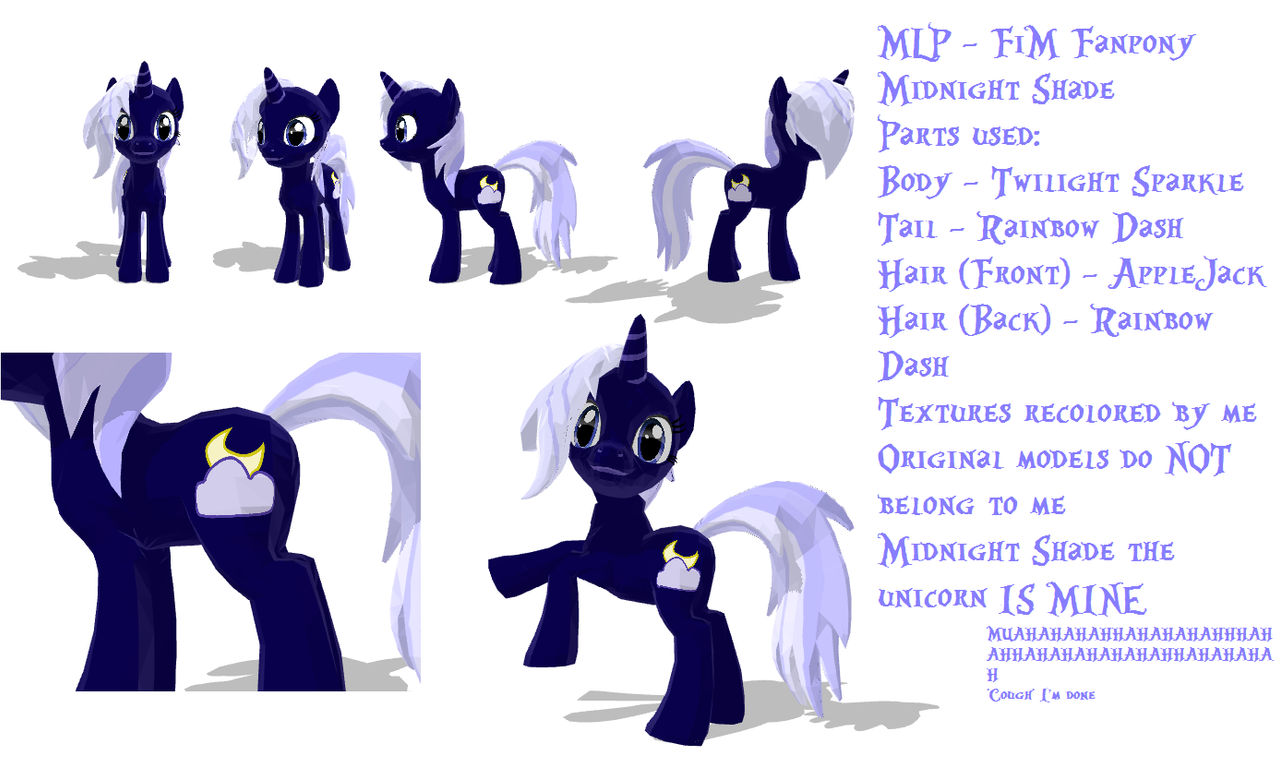 MLP - FiM Fanpony
Midnight Shade
Parts used:
Body - Twilight Sparkle
Tail - Rainbow Dash
Hair (Front) - AppleJack
Hair (Back) - Rainbow
Dash
Textures recolored by me
Original models do NOT
belong to me
Midnight Shade the
unicorn IS MINE
MUAHAHAHAHHAHAHAHAHHHAH
AHHAHAHAHAHAHAHHAHAHAHA
H
*Cough* I'm done